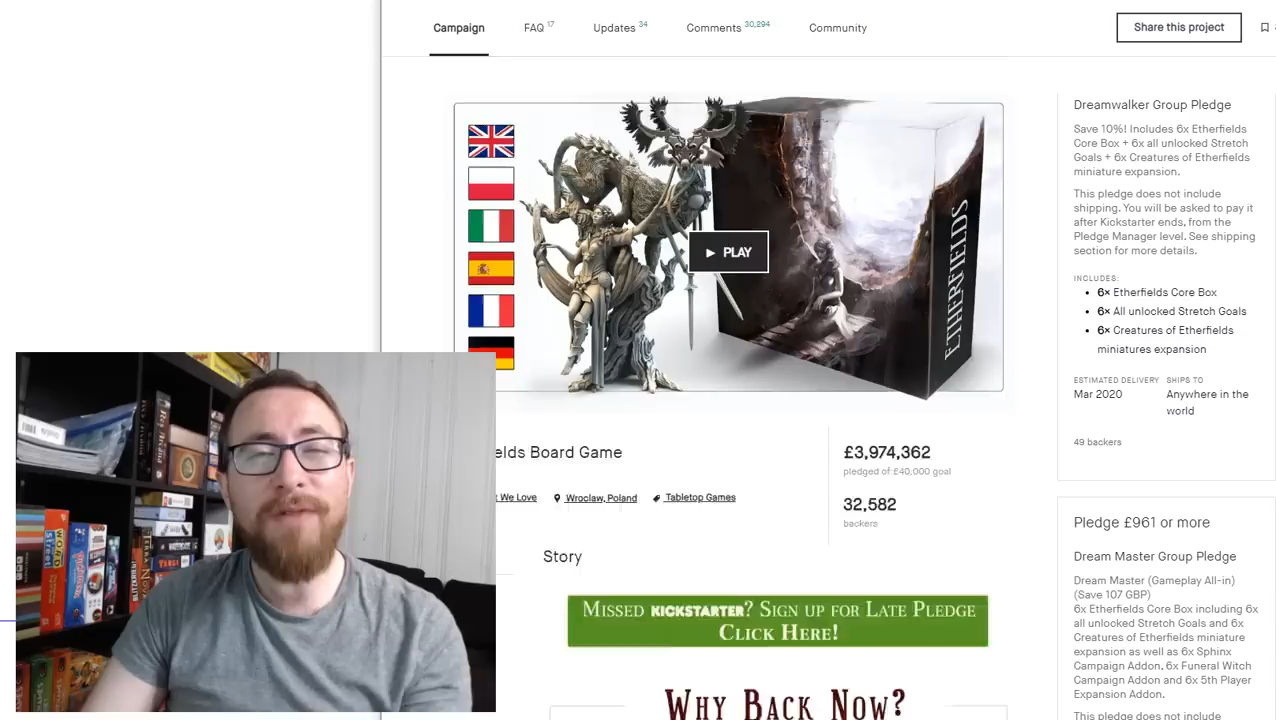 Campaign
FAQ 17
Updates 34
Comments 30,294
Community
Share this project
PLAY
ETHERFIELDS
elds Board Game
t We Love
Wroclaw, Poland
Tabletop Games
£3,974,362
pledged of £40,000 goal
32,582
backers
Story
MISSED KICKSTARTER? SIGN UP FOR LATE PLEDGE
CLICK HERE!
WHY BACK NOW?
Dreamwalker Group Pledge
Save 10%! Includes 6x Etherfields
Core Box + 6x all unlocked Stretch
Goals + 6x Creatures of Etherfields
miniature expansion.
This pledge does not include
shipping. You will be asked to pay it
after Kickstarter ends, from the
Pledge Manager level. See shipping
section for more details.
INCLUDES:
6× Etherfields Core Box
6× All unlocked Stretch Goals
6× Creatures of Etherfields
miniatures expansion
ESTIMATED DELIVERY
Mar 2020
SHIPS TO
Anywhere in the
world
49 backers
Pledge £961 or more
Dream Master Group Pledge
Dream Master (Gameplay All-in)
(Save 107 GBP)
6x Etherfields Core Box including 6x
all unlocked Stretch Goals and 6x
Creatures of Etherfields miniature
expansion as well as 6x Sphinx
Campaign Addon, 6x Funeral Witch
Campaign Addon and 6x 5th Player
Expansion Addon.
This pledge does not include
WORD
street